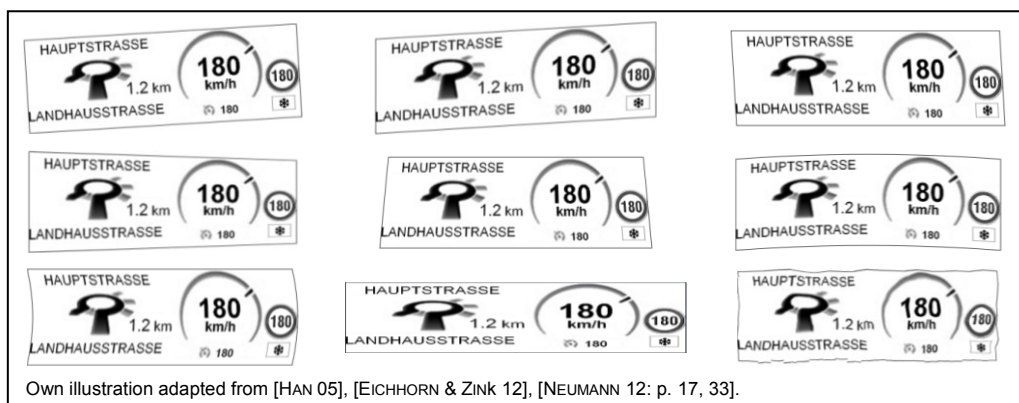 HAUPTSTRASSE
180
km/h
180
1.2 km
LANDHAUSSTRASSE
180
HAUPTSTRASSE
180
km/h
180
1.2 km
LANDHAUSSTRASSE
180
HAUPTSTRASSE
180
km/h
180
1.2 km
LANDHAUSSTRASSE
180
HAUPTSTRASSE
180
km/h
180
1.2 km
LANDHAUSSTRASSE
180
HAUPTSTRASSE
180
km/h
180
1.2 km
LANDHAUSSTRASSE
180
HAUPTSTRASSE
180
km/h
180
1.2 km
LANDHAUSSTRASSE
180
HAUPTSTRASSE
180
km/h
180
1.2 km
LANDHAUSSTRASSE
180
HAUPTSTRASSE
180
km/h
180
1.2 km
LANDHAUSSTRASSE
180
HAUPTSTRASSE
180
km/h
180
1.2 km
LANDHAUSSTRASSE
180
Own illustration adapted from [HAN 05], [EICHHORN & ZINk 12], [NEUMANN 12: p. 17, 33].